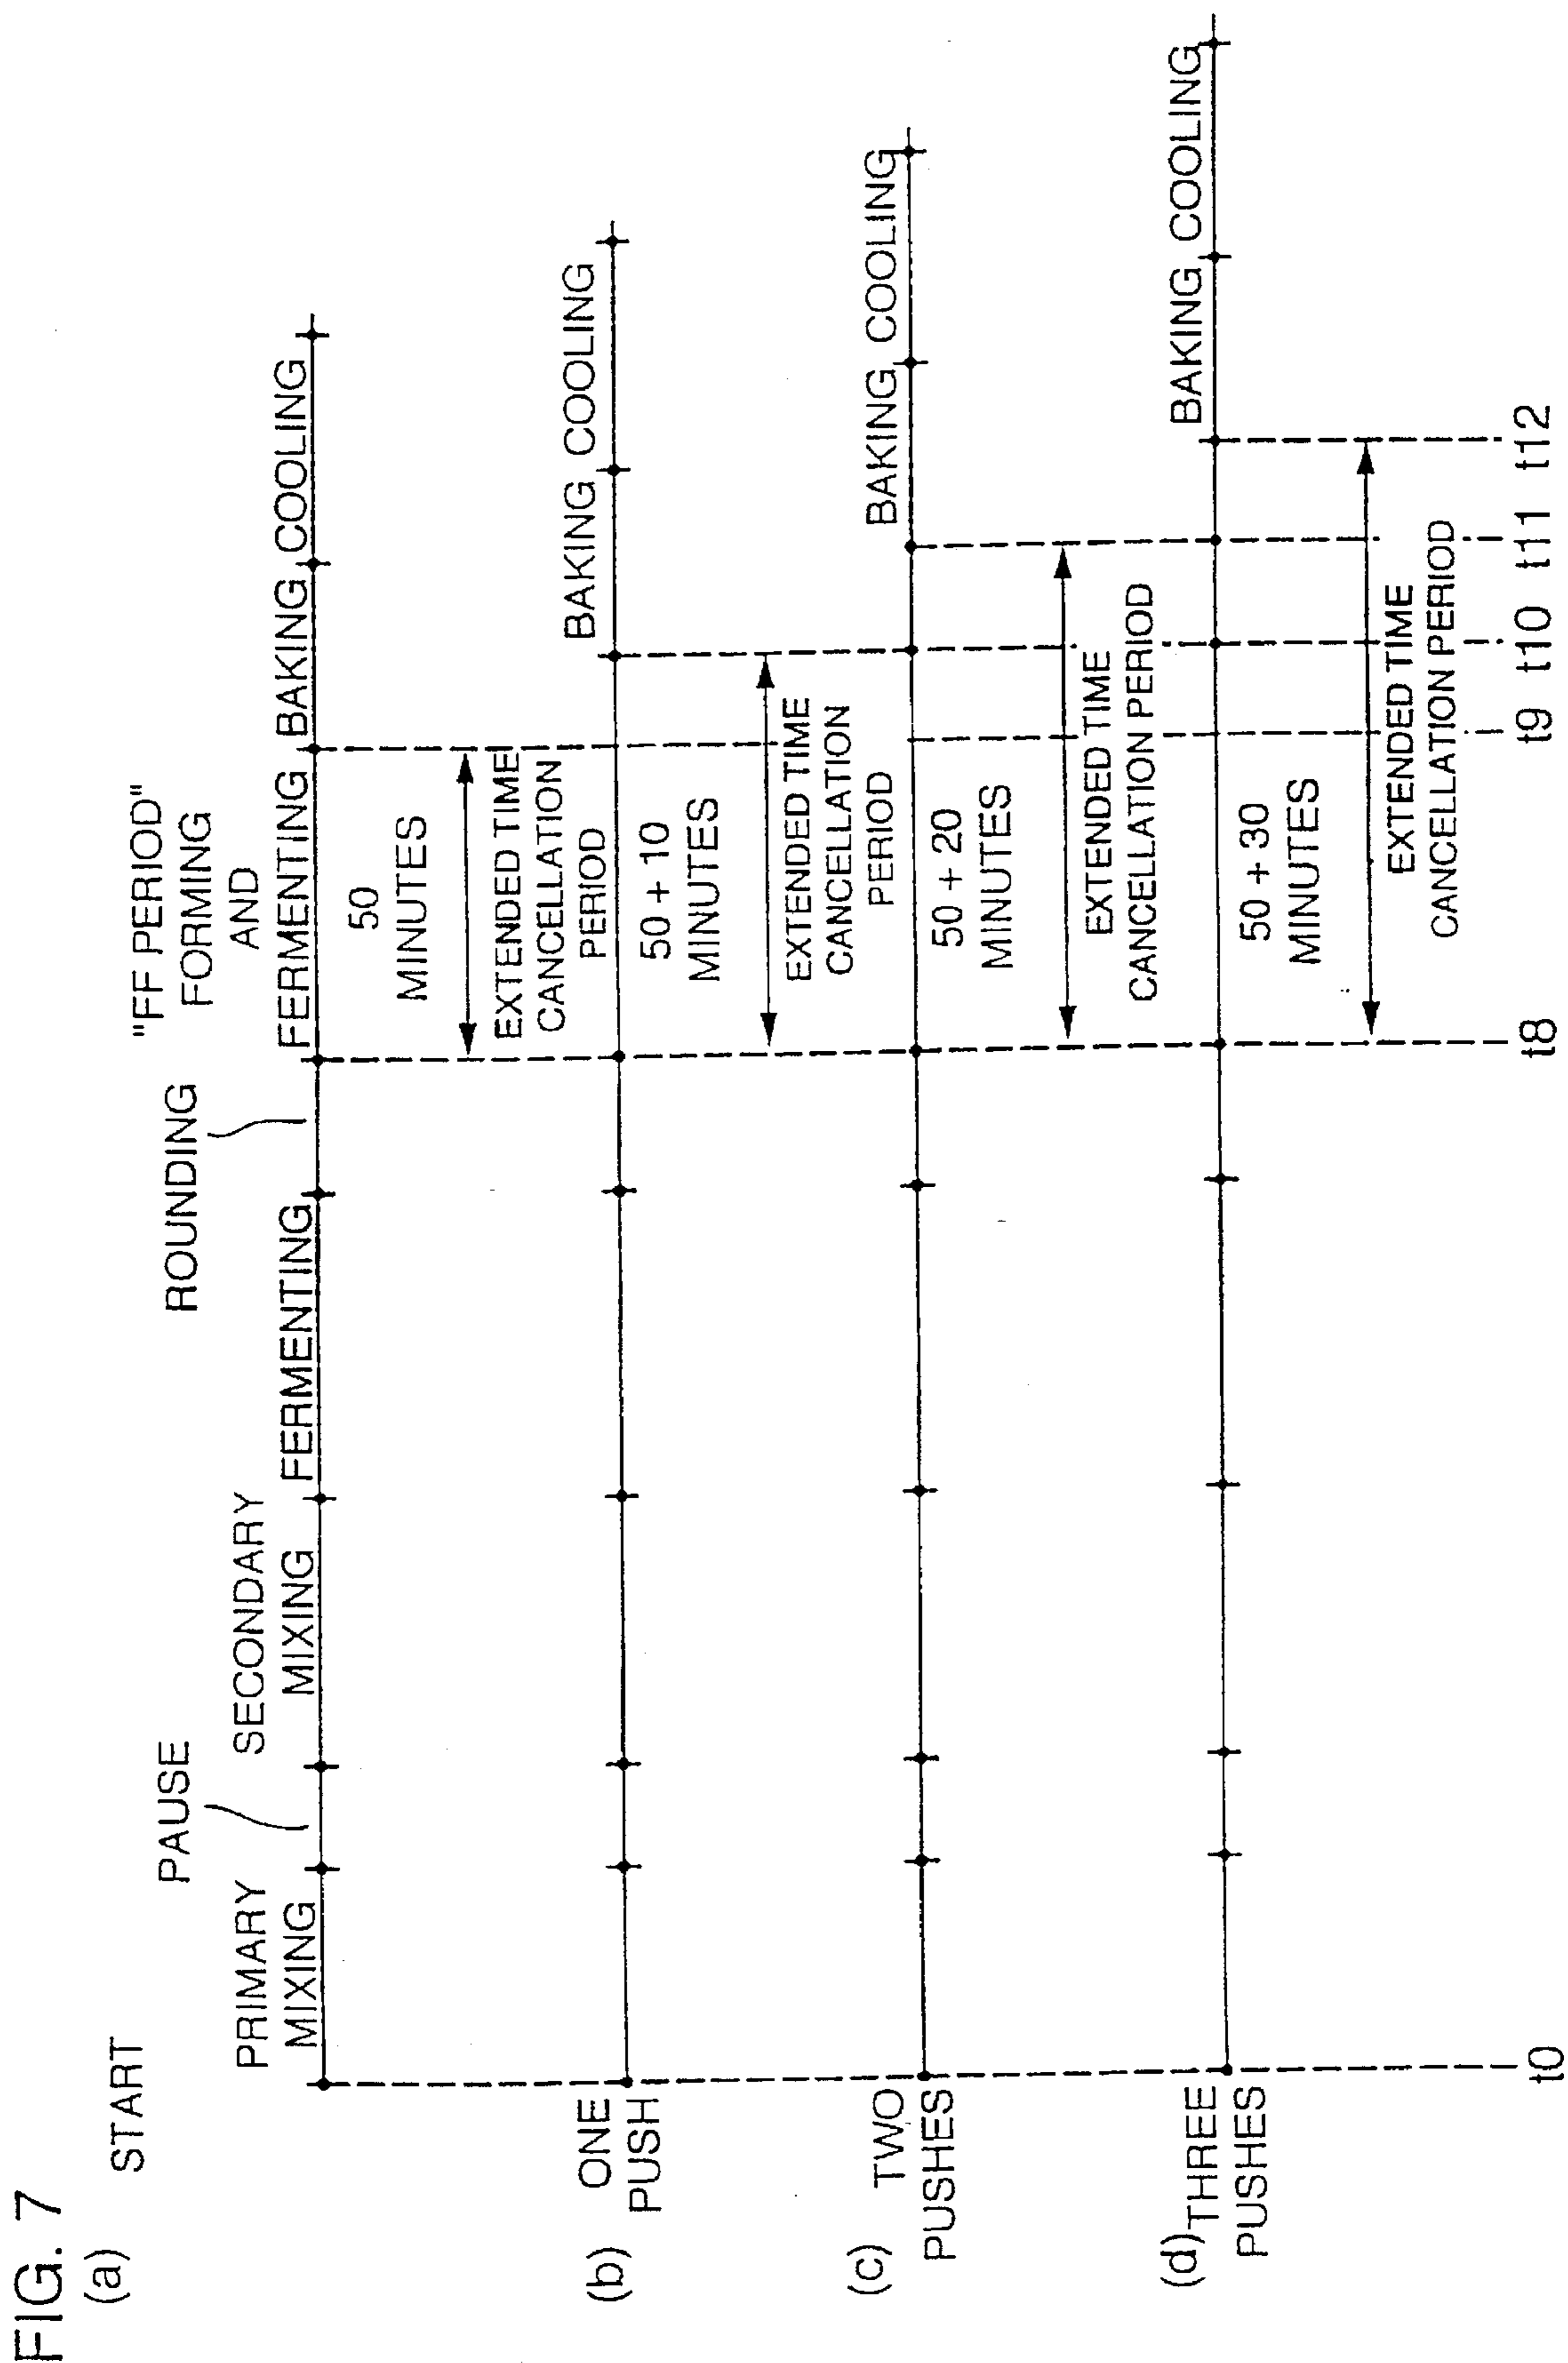 FIG. 7
(a)
START
PRIMARY
MIXING
PAUSE
SECONDARY
MIXING
FERMENTING
ROUNDING
"FF PERIOD"
FORMING
AND
FERMENTING
BAKING
COOLING
50
MINUTES
EXTENDED TIME
CANCELLATION
PERIOD
(b)
ONE
PUSH
BAKING
COOLING
50 + 10
MINUTES
EXTENDED TIME
CANCELLATION
PERIOD
(c)
TWO
PUSHES
BAKING
COOLING
50 + 20
MINUTES
EXTENDED TIME
CANCELLATION PERIOD
(d)
THREE
PUSHES
BAKING
COOLING
50 + 30
MINUTES
EXTENDED TIME
CANCELLATION PERIOD
t0
t8
t9
t10
t11
t12